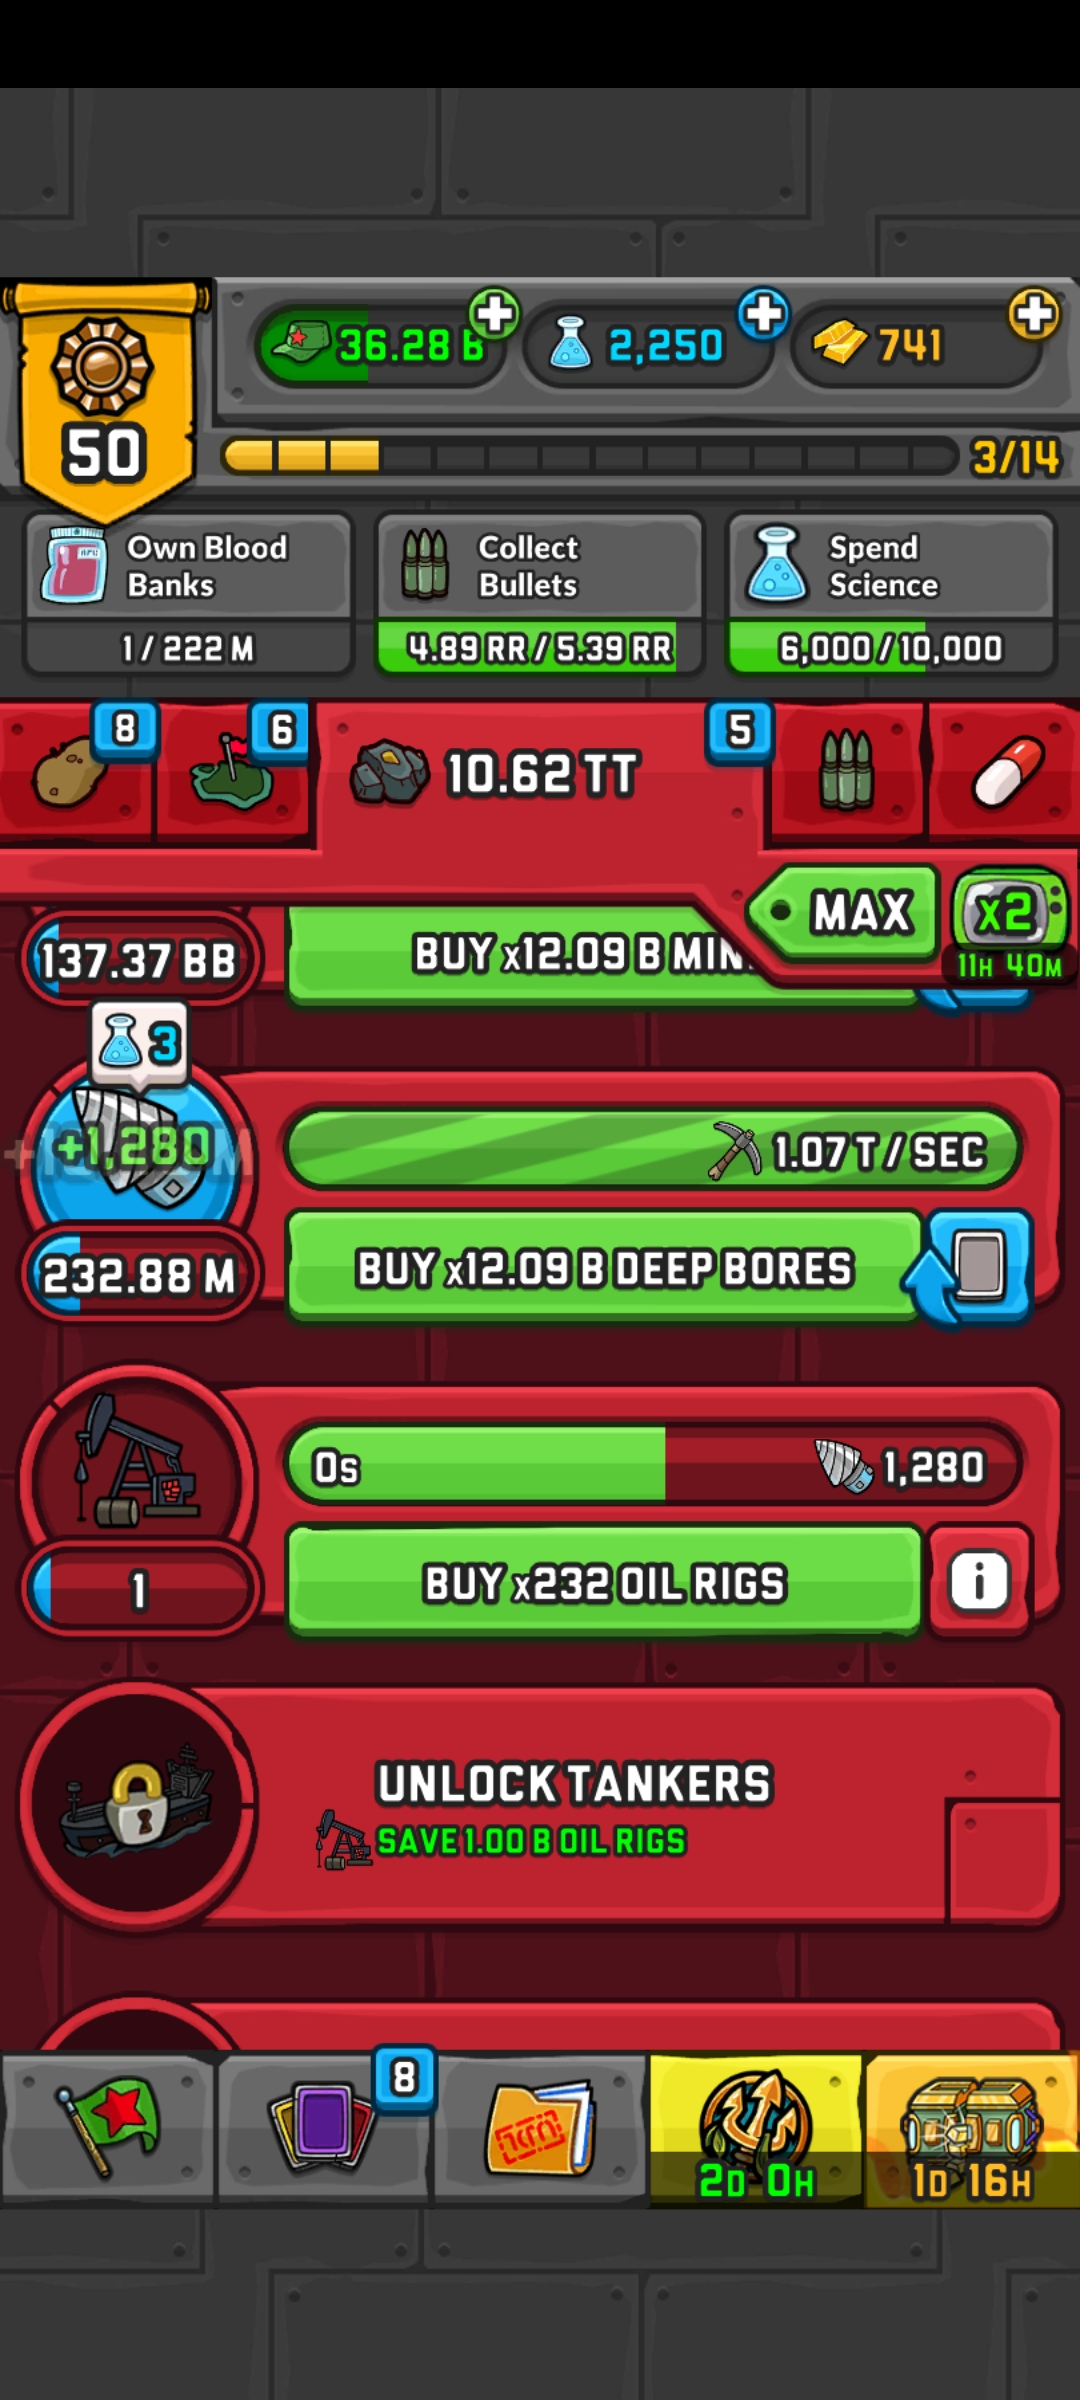 36.28 B
2,250
741
50
3/14
Own Blood
Banks
1 / 222 M
Collect
Bullets
4.89 RR / 5.39 RR
Spend
Science
6,000 / 10,000
8
6
10.62 TT
5
MAX
x2
11H 40M
137.37 BB
BUY x12.09 B MIN
3
+1,280
1.07 T / SEC
232.88 M
BUY x12.09 B DEEP BORES
0s
1,280
1
BUY x232 OIL RIGS
i
UNLOCK TANKERS
SAVE 1.00 B OIL RIGS
8
2D 0H
1D 16H